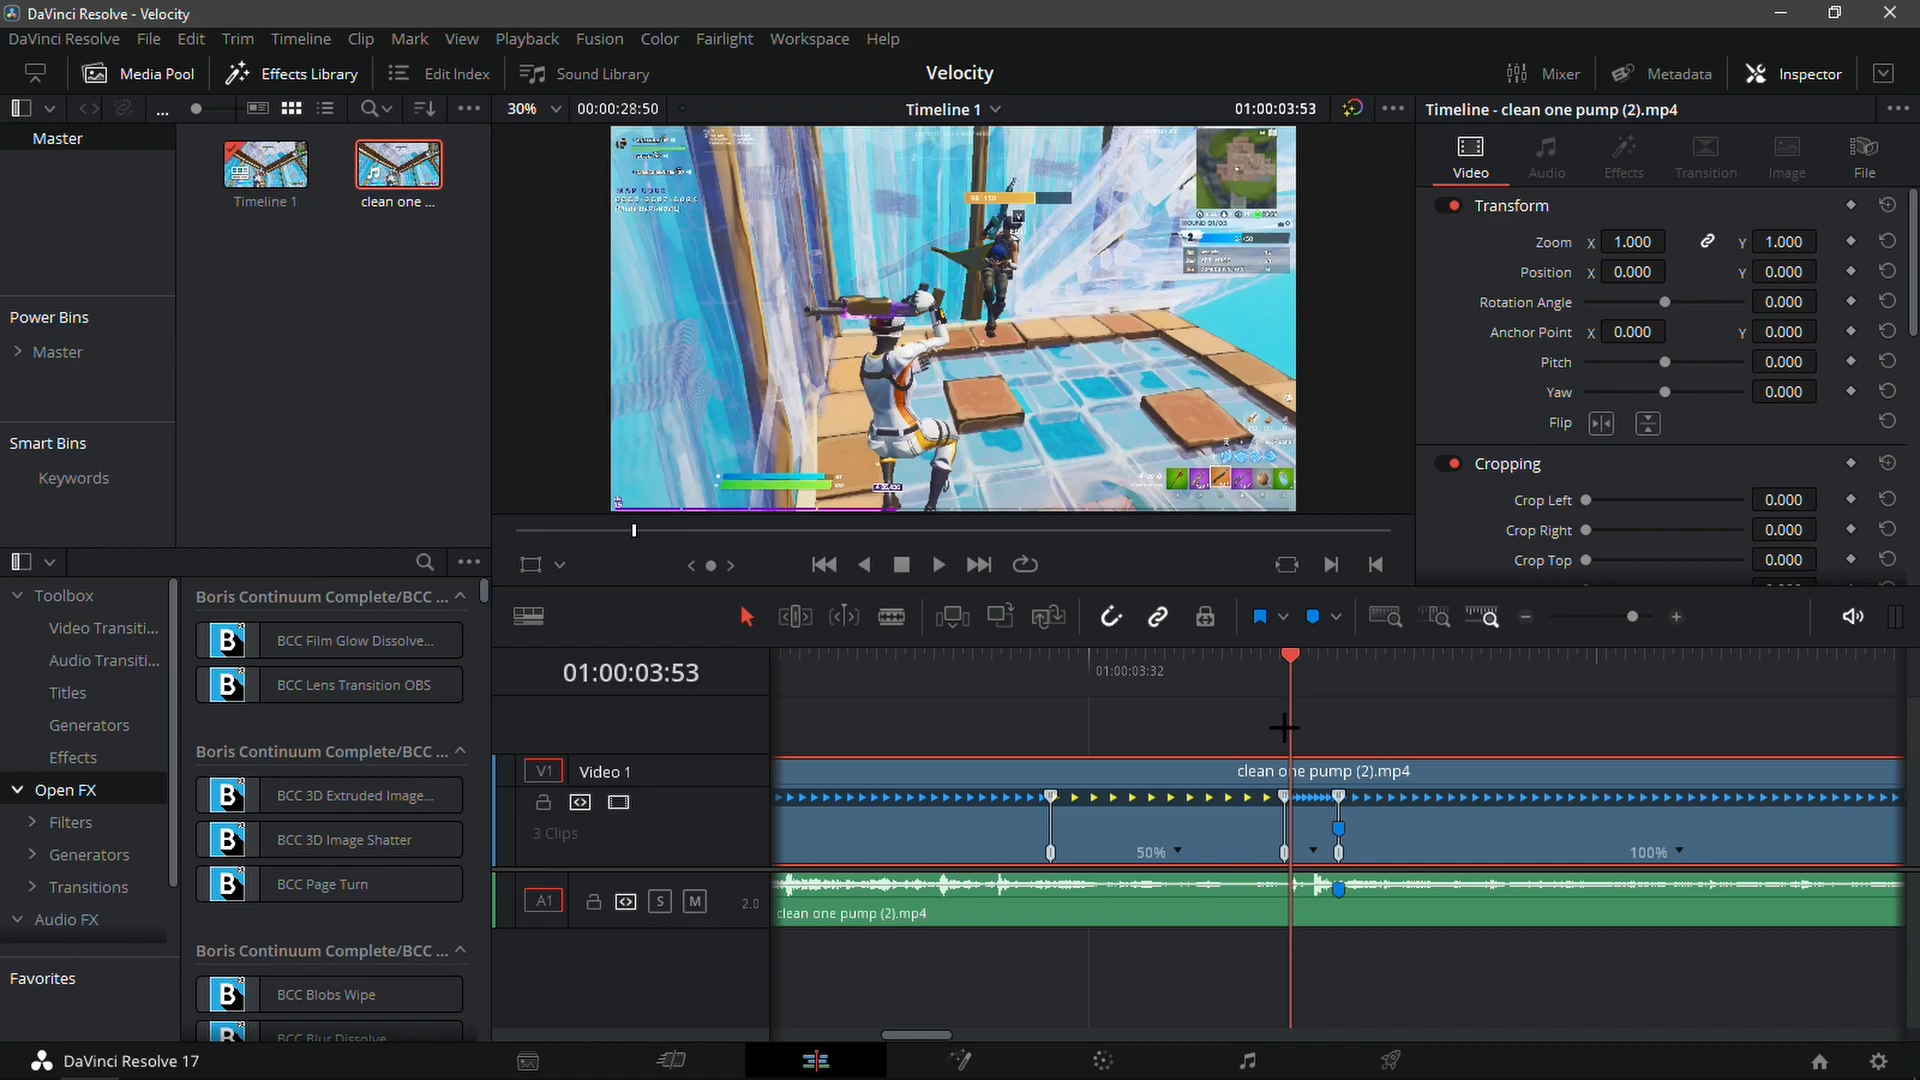 DaVinci Resolve - Velocity
DaVinci Resolve File Edit Trim Timeline Clip Mark View Playback Fusion Color Fairlight Workspace Help
Media Pool Effects Library Edit Index Sound Library Velocity Mixer Metadata Inspector
... 30% 00:00:28:50 Timeline 1 01:00:03:53 Timeline - clean one pump (2).mp4
Master
Timeline 1 clean one ...
Power Bins
Master
Smart Bins
Keywords
Video Audio Effects Transition Image File
Transform
Zoom X 1.000 Y 1.000
Position X 0.000 Y 0.000
Rotation Angle 0.000
Anchor Point X 0.000 Y 0.000
Pitch 0.000
Yaw 0.000
Flip
Cropping
Crop Left 0.000
Crop Right 0.000
Crop Top 0.000
MAP CODE
ROUND 01/03
Toolbox
Video Transiti...
Audio Transiti...
Titles
Generators
Effects
Open FX
Filters
Generators
Transitions
Audio FX
Favorites
Boris Continuum Complete/BCC ...
BCC Film Glow Dissolve...
BCC Lens Transition OBS
Boris Continuum Complete/BCC ...
BCC 3D Extruded Image...
BCC 3D Image Shatter
BCC Page Turn
Boris Continuum Complete/BCC ...
BCC Blobs Wipe
BCC Blur Dissolve
01:00:03:53
01:00:03:32
V1 Video 1
3 Clips
clean one pump (2).mp4
50% 100%
A1 S M 2.0
clean one pump (2).mp4
DaVinci Resolve 17